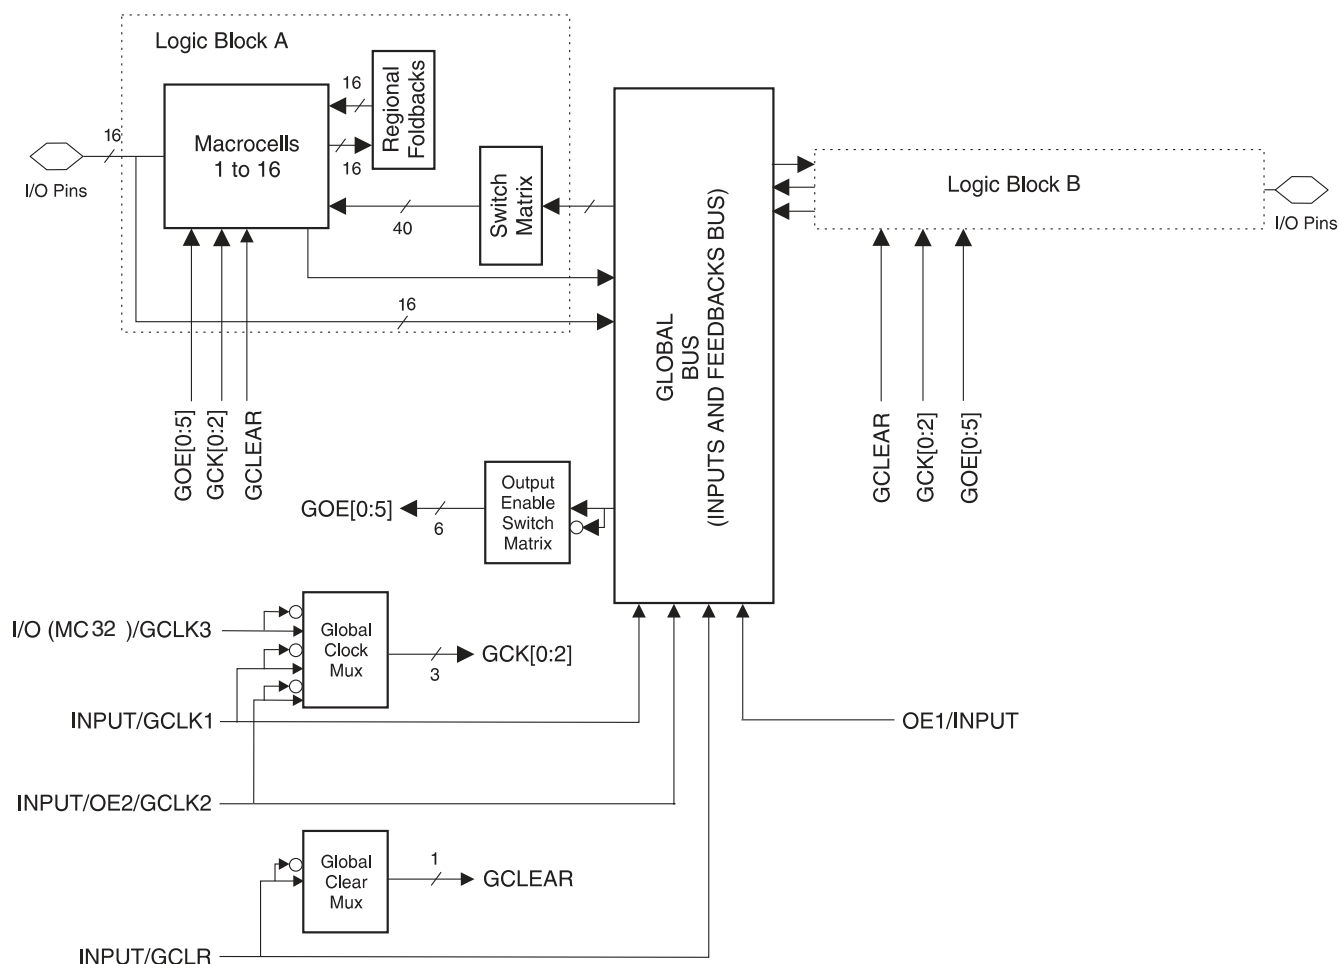 Logic Block A
16
Regional
Foldbacks
16
Macrocells
1 to 16
16
I/O Pins
40
Switch
Matrix
16
GOE[0:5]
GCK[0:2]
GCLEAR
GLOBAL
BUS
(INPUTS AND FEEDBACKS BUS)
Logic Block B
I/O Pins
GCLEAR
GCK[0:2]
GOE[0:5]
GOE[0:5]
6
Output
Enable
Switch
Matrix
I/O (MC32 )/GCLK3
Global
Clock
Mux
3
GCK[0:2]
INPUT/GCLK1
OE1/INPUT
INPUT/OE2/GCLK2
Global
Clear
Mux
1
GCLEAR
INPUT/GCLR